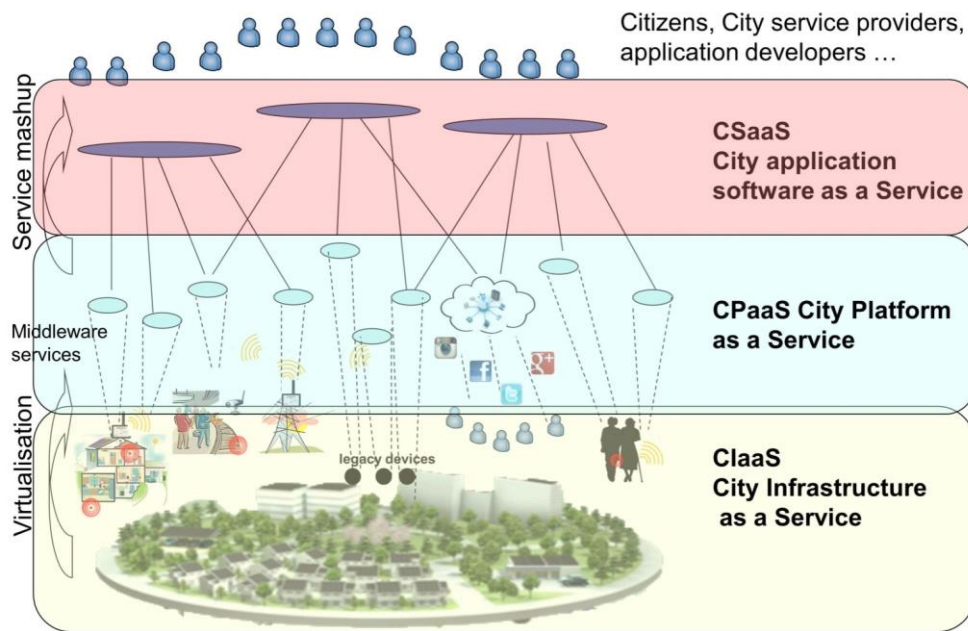 Citizens, City service providers,
application developers …
Service mashup
CSaaS
City application
software as a Service
CPaaS City Platform
as a Service
Middleware
services
f
g+
Virtualisation
legacy devices
CIaaS
City Infrastructure
as a Service